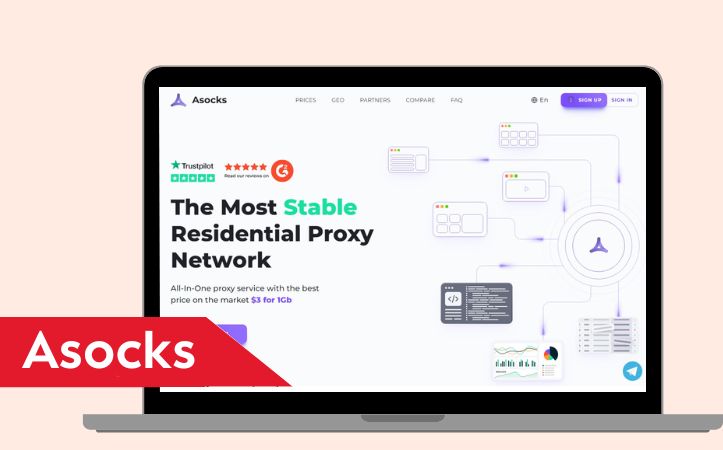 Asocks
PRICES GEO PARTNERS COMPARE FAQ
En
SIGN UP SIGN IN
Trustpilot
Read our reviews on
The Most Stable
Residential Proxy
Network
All-In-One proxy service with the best
price on the market $3 for 1Gb
Asocks